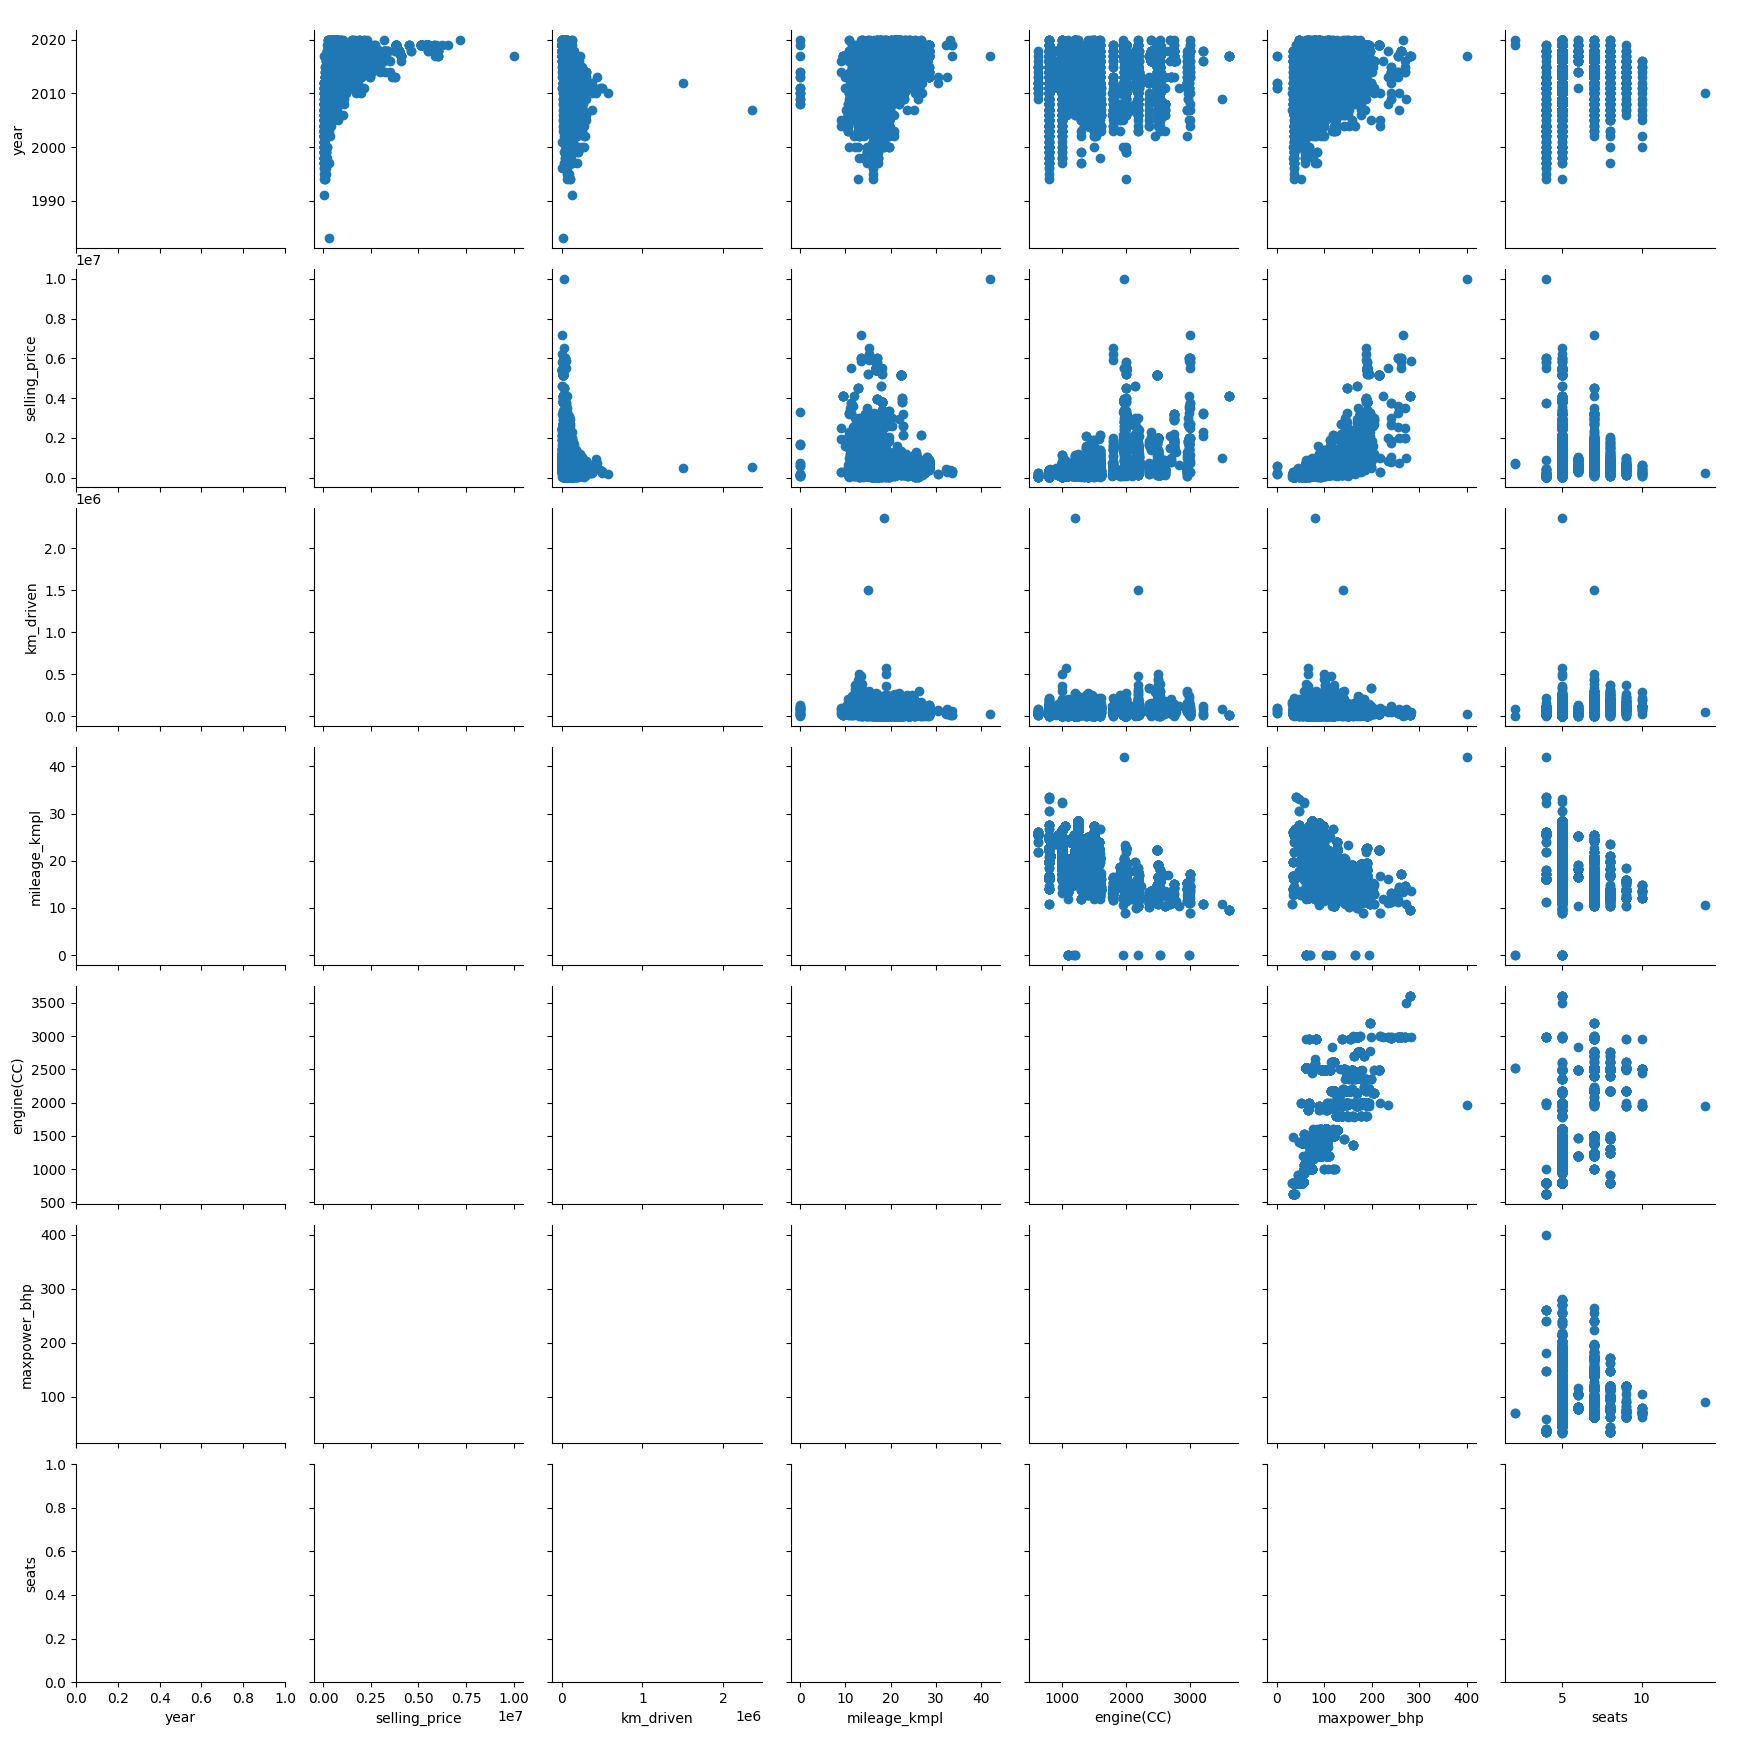 2020
2010
2000
1990
year
1e7
1.0
0.8
0.6
0.4
0.2
0.0
selling_price
1e6
2.0
1.5
1.0
0.5
0.0
km_driven
40
30
20
10
0
mileage_kmpl
3500
3000
2500
2000
1500
1000
500
engine(CC)
400
300
200
100
maxpower_bhp
1.0
0.8
0.6
0.4
0.2
0.0
seats
0.0 0.2 0.4 0.6 0.8 1.0
year
0.00 0.25 0.50 0.75 1.00
selling_price 1e7
0 1 2
km_driven 1e6
0 10 20 30 40
mileage_kmpl
1000 2000 3000
engine(CC)
0 100 200 300 400
maxpower_bhp
5 10
seats